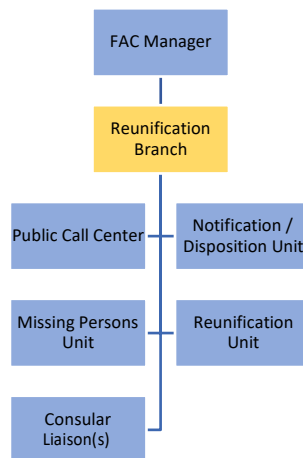 FAC Manager
Reunification
Branch
Public Call Center
Notification /
Disposition Unit
Missing Persons
Unit
Reunification
Unit
Consular
Liaison(s)